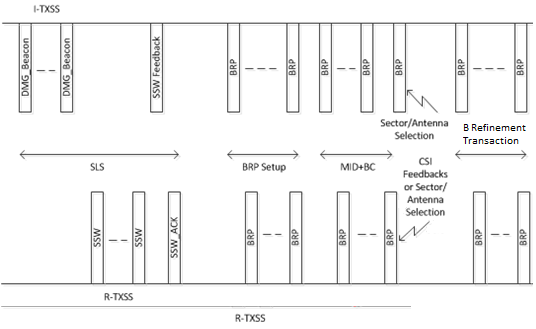 I-TXSS
DMG_Beacon
DMG_Beacon
SSW Feedback
BRP
BRP
BRP
BRP
BRP
BRP
BRP
Sector/Antenna
Selection
B Refinement
Transaction
SLS
BRP Setup
MID+BC
CSI
Feedbacks
or Sector/
Antenna
Selection
SSW
SSW
SSW_ACK
BRP
BRP
BRP
BRP
BRP
BRP
R-TXSS
R-TXSS